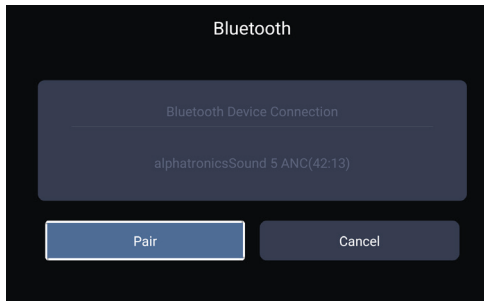 Bluetooth
Bluetooth Device Connection
alphatronicsSound 5 ANC(42:13)
Pair
Cancel